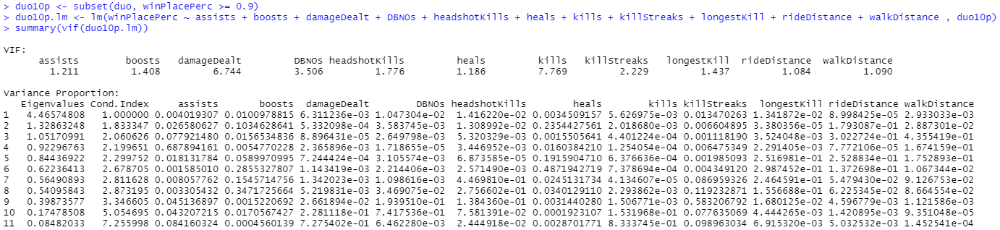 > duo10p <- subset(duo, winPlacePerc >= 0.9)
> duo10p.lm <- lm(winPlacePerc ~ assists + boosts + damageDealt + DBNOs + headshotKills + heals + kills + killStreaks + longestKill + rideDistance + walkDistance , duo10p)
> summary(vif(duo10p.lm))
VIF:
assists boosts damageDealt DBNOs headshotKills heals kills killStreaks longestKill rideDistance walkDistance
1.211 1.408 6.744 3.506 1.776 1.186 7.769 2.229 1.437 1.084 1.090
Variance Proportion:
Eigenvalues Cond.Index assists boosts damageDealt DBNOs headshotKills heals kills killStreaks longestKill rideDistance walkDistance
1 4.46574808 1.000000 0.004019307 0.0100978815 6.311236e-03 1.047304e-02 1.416220e-02 0.0034509157 5.626975e-03 0.013470263 1.341872e-02 8.998425e-05 2.933033e-03
2 1.32863248 1.833347 0.026580627 0.1034628641 5.332098e-04 3.583745e-03 1.308992e-02 0.2354427561 2.018680e-03 0.006604895 3.380356e-05 1.793087e-01 2.887301e-02
3 1.05170991 2.060626 0.077921480 0.0156534836 8.896431e-05 2.649798e-03 5.320329e-03 0.0015505641 4.401224e-04 0.001118190 3.524048e-03 3.022724e-01 4.355419e-01
4 0.92296763 2.199651 0.687894161 0.0054770228 2.365896e-03 1.718655e-05 3.446952e-03 0.0160384210 1.254054e-04 0.006475349 2.291405e-03 7.772106e-05 1.674159e-01
5 0.84436922 2.299752 0.018131784 0.0589970995 7.244424e-04 3.105574e-03 6.873585e-05 0.1915904710 6.376636e-04 0.001985093 2.516981e-01 2.528834e-01 1.752893e-01
6 0.62236413 2.678705 0.001585010 0.2855327807 1.143419e-03 2.214406e-03 2.571490e-03 0.4871942719 7.378694e-04 0.004349120 2.987452e-01 1.372698e-01 1.067344e-02
7 0.56490893 2.811628 0.008057762 0.1545714756 1.342023e-03 1.098616e-03 4.469810e-01 0.0245131734 4.134607e-05 0.086959326 2.464591e-01 5.479430e-02 9.126753e-02
8 0.54095843 2.873195 0.003305432 0.3471725664 5.219831e-03 3.469075e-02 2.756602e-01 0.0340129110 2.293863e-03 0.119232871 1.556688e-01 6.225345e-02 8.664554e-02
9 0.39873577 3.346605 0.045136897 0.0015220692 2.661894e-02 1.939510e-01 1.384360e-01 0.0031440280 1.506771e-03 0.583206792 1.680125e-02 4.596779e-03 1.121586e-03
10 0.17478508 5.054695 0.043207215 0.0170567427 2.281118e-01 7.417536e-01 7.581391e-02 0.0001923107 1.531968e-01 0.077635069 4.444265e-03 1.420895e-03 9.351048e-05
11 0.08482033 7.255998 0.084160324 0.0004560139 7.275402e-01 6.462280e-03 2.444918e-02 0.0028701771 8.333745e-01 0.098963034 6.915320e-03 5.032532e-03 1.452541e-04